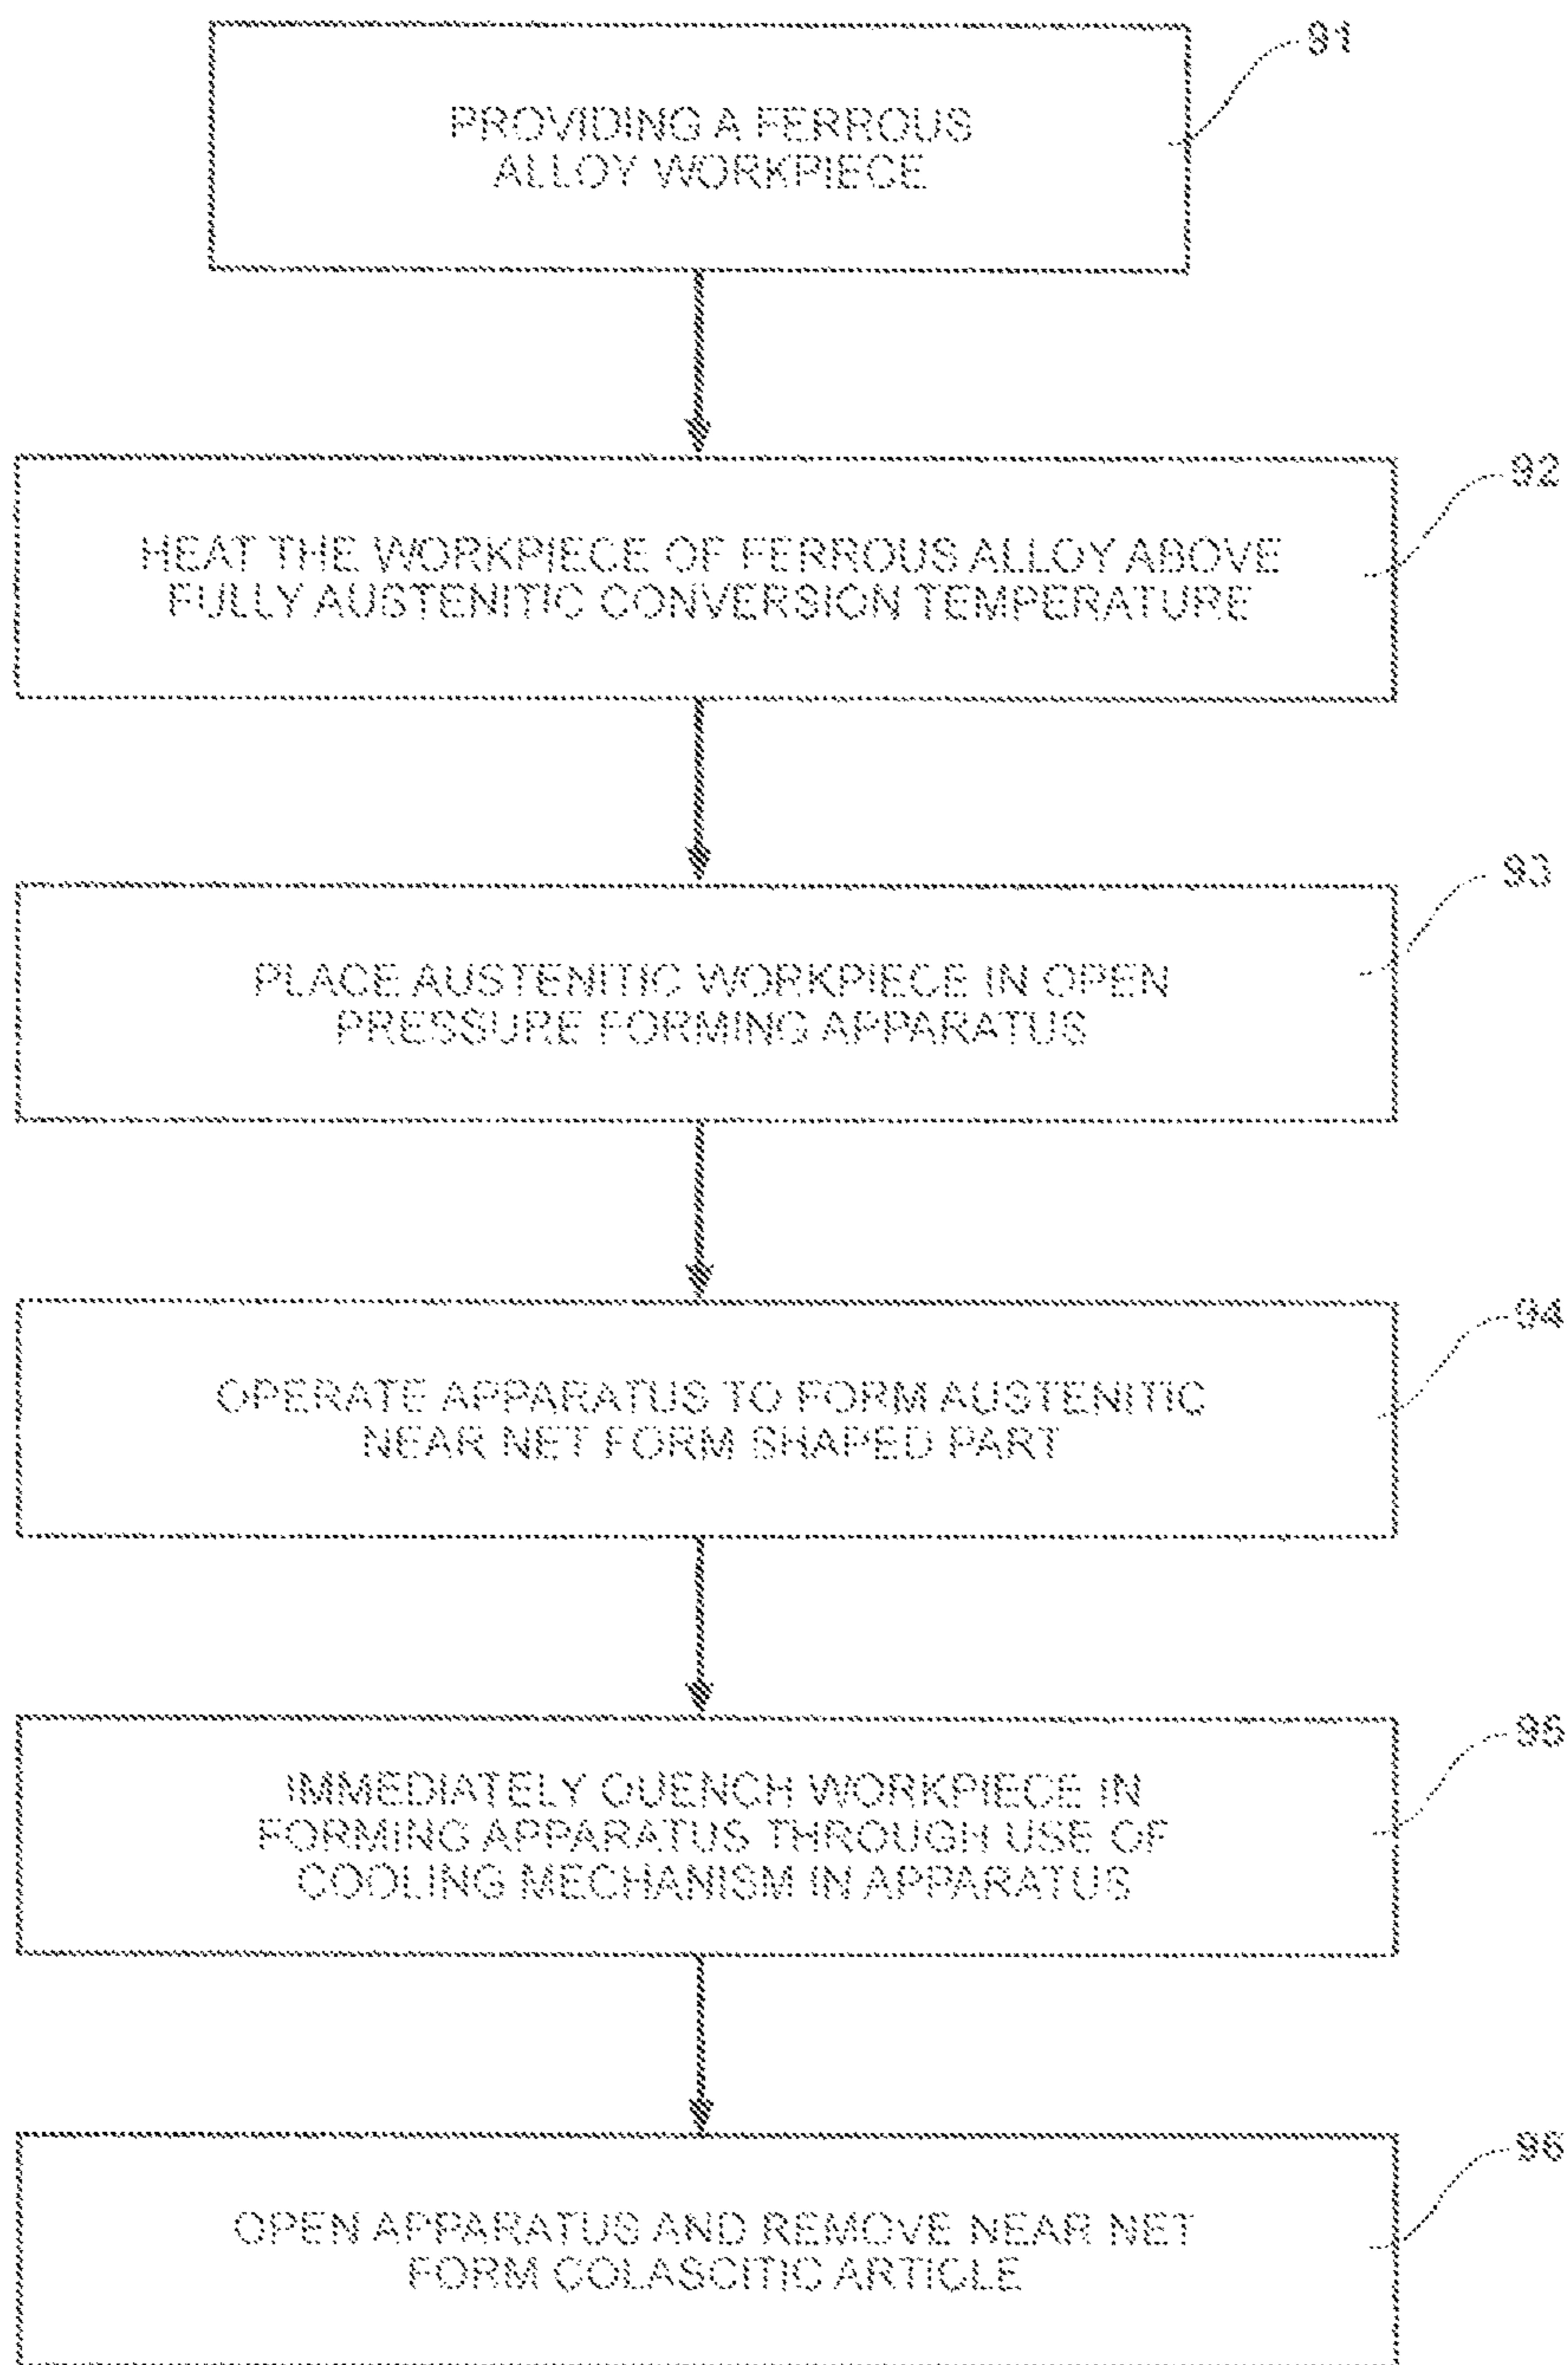 91
PROVIDING A FERROUS
ALLOY WORKPIECE
92
HEAT THE WORKPIECE OF FERROUS ALLOY ABOVE
FULLY AUSTENITIC CONVERSION TEMPERATURE
93
PLACE AUSTENITIC WORKPIECE IN OPEN
PRESSURE FORMING APPARATUS
94
OPERATE APPARATUS TO FORM AUSTENITIC
NEAR NET FORM SHAPED PART
95
IMMEDIATELY QUENCH WORKPIECE IN
FORMING APPARATUS THROUGH USE OF
COOLING MECHANISM IN APPARATUS
96
OPEN APPARATUS AND REMOVE NEAR NET
FORM COLASCITIC ARTICLE